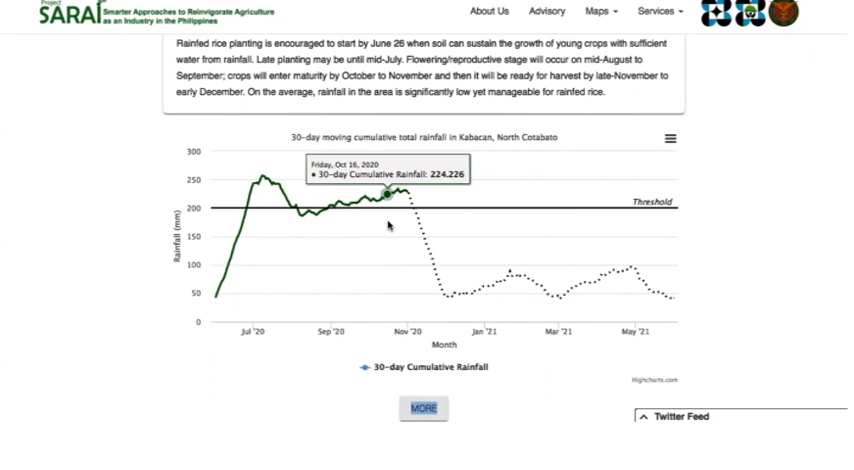 Project
SARAI Smarter Approaches to Reinvigorate Agriculture
as an Industry in the Philippines
About Us Advisory Maps Services
Rainfed rice planting is encouraged to start by June 26 when soil can sustain the growth of young crops with sufficient
water from rainfall. Late planting may be until mid-July. Flowering/reproductive stage will occur on mid-August to
September; crops will enter maturity by October to November and then it will be ready for harvest by late-November to
early December. On the average, rainfall in the area is significantly low yet manageable for rainfed rice.
30-day moving cumulative total rainfall in Kabacan, North Cotabato
300
Friday, Oct 16, 2020
● 30-day Cumulative Rainfall: 224.226
250
Threshold
200
150
100
50
0
Rainfall (mm)
Jul '20 Sep '20 Nov '20 Jan '21 Mar '21 May '21
Month
30-day Cumulative Rainfall
Highcharts.com
MORE
Twitter Feed